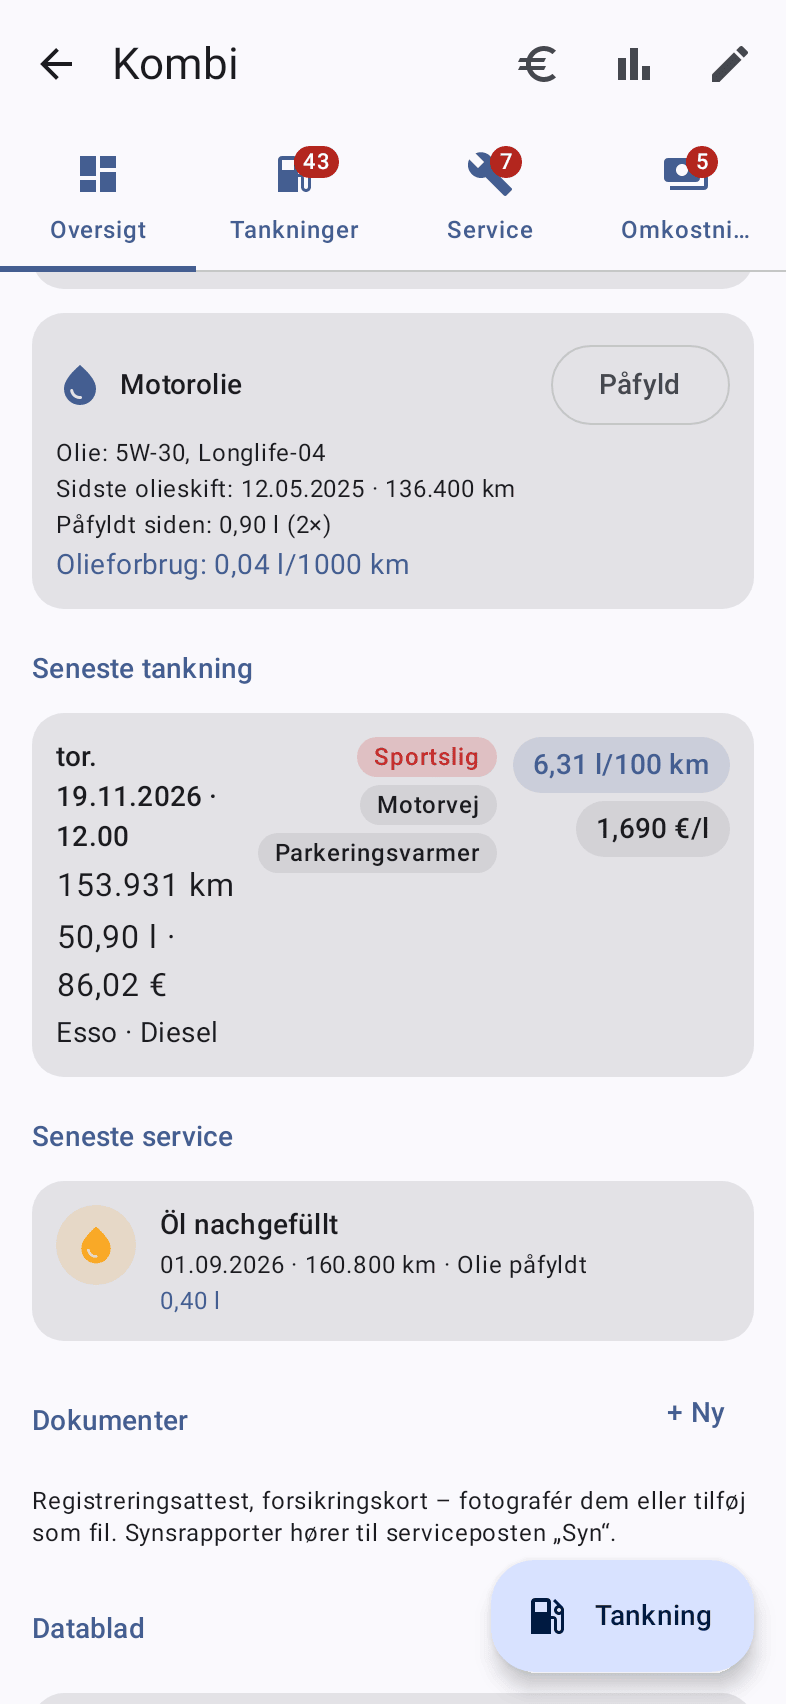 Kombi
Oversigt
43
Tankninger
7
Service
5
Omkostni…
Motorolie
Påfyld
Olie: 5W-30, Longlife-04
Sidste olieskift: 12.05.2025 · 136.400 km
Påfyldt siden: 0,90 l (2×)
Olieforbrug: 0,04 l/1000 km
Seneste tankning
tor.
19.11.2026 ·
12.00
153.931 km
50,90 l ·
86,02 €
Esso · Diesel
Sportslig
Motorvej
Parkeringsvarmer
6,31 l/100 km
1,690 €/l
Seneste service
Öl nachgefüllt
01.09.2026 · 160.800 km · Olie påfyldt
0,40 l
Dokumenter
+ Ny
Registreringsattest, forsikringskort – fotografér dem eller tilføj
som fil. Synsrapporter hører til serviceposten „Syn“.
Datablad
Tankning